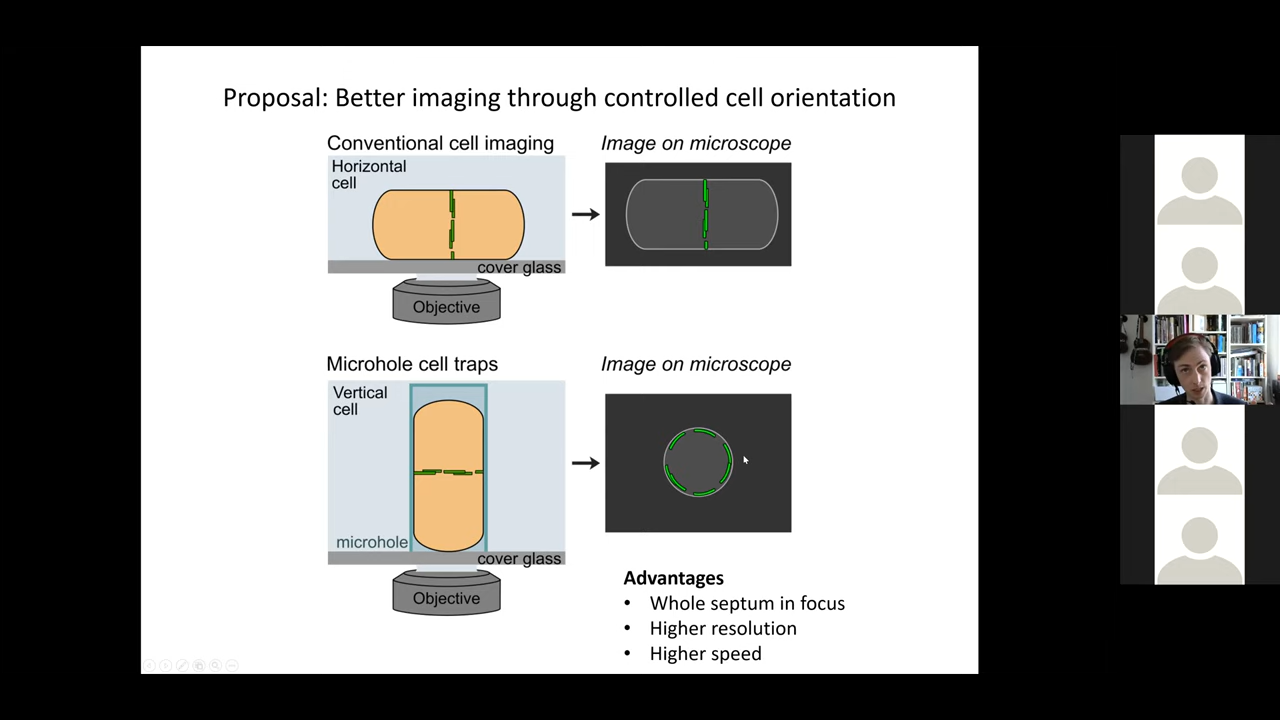 Proposal: Better imaging through controlled cell orientation
Conventional cell imaging
Image on microscope
Horizontal
cell
cover glass
Objective
Microhole cell traps
Image on microscope
Vertical
cell
microhole
cover glass
Objective
Advantages
• Whole septum in focus
• Higher resolution
• Higher speed